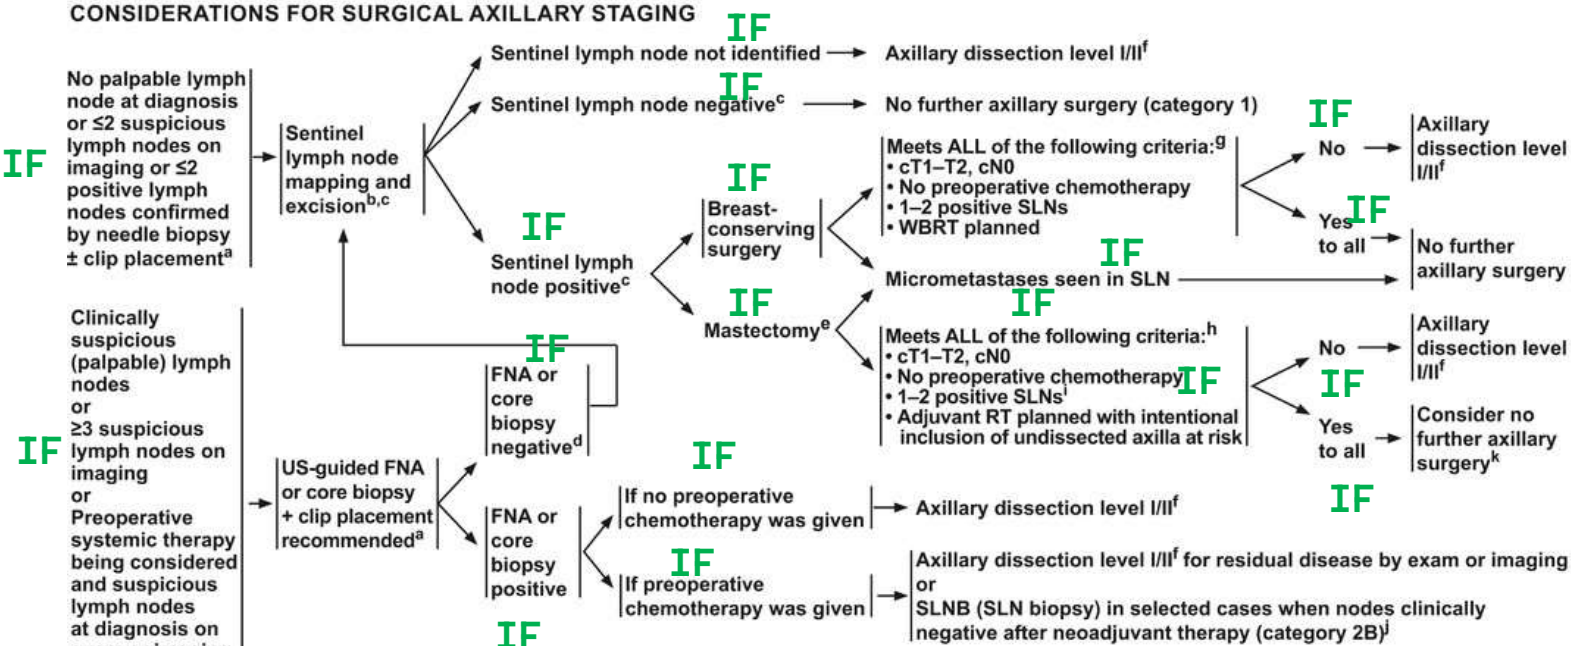 CONSIDERATIONS FOR SURGICAL AXILLARY STAGING
IF
No palpable lymph
node at diagnosis
or ≤2 suspicious
lymph nodes on
imaging or ≤2
positive lymph
nodes confirmed
by needle biopsy
± clip placementᵃ
Sentinel
lymph node
mapping and
excisionᵇ,ᶜ
IF
Sentinel lymph node not identified
Axillary dissection level I/IIᶠ
IF
Sentinel lymph node negativeᶜ
No further axillary surgery (category 1)
IF
Sentinel lymph
node positiveᶜ
IF
Breast-
conserving
surgery
IF
Mastectomyᵉ
Meets ALL of the following criteria:ᵍ
• cT1–T2, cN0
• No preoperative chemotherapy
• 1–2 positive SLNs
• WBRT planned
IF
No
Axillary
dissection level
I/IIᶠ
IF
Yes
to all
No further
axillary surgery
IF
Micrometastases seen in SLN
IF
Meets ALL of the following criteria:ʰ
• cT1–T2, cN0
• No preoperative chemotherapy
• 1–2 positive SLNsⁱ
• Adjuvant RT planned with intentional
inclusion of undissected axilla at risk
IF
No
Axillary
dissection level
I/IIᶠ
IF
Yes
to all
Consider no
further axillary
surgeryᵏ
IF
IF
Clinically
suspicious
(palpable) lymph
nodes
or
≥3 suspicious
lymph nodes on
imaging
or
Preoperative
systemic therapy
being considered
and suspicious
lymph nodes
at diagnosis on
US-guided FNA
or core biopsy
+ clip placement
recommendedᵃ
IF
FNA or
core
biopsy
negativeᵈ
FNA or
core
biopsy
positive
IF
IF
If no preoperative
chemotherapy was given
Axillary dissection level I/IIᶠ
IF
If preoperative
chemotherapy was given
Axillary dissection level I/IIᶠ for residual disease by exam or imaging
or
SLNB (SLN biopsy) in selected cases when nodes clinically
negative after neoadjuvant therapy (category 2B)ʲ